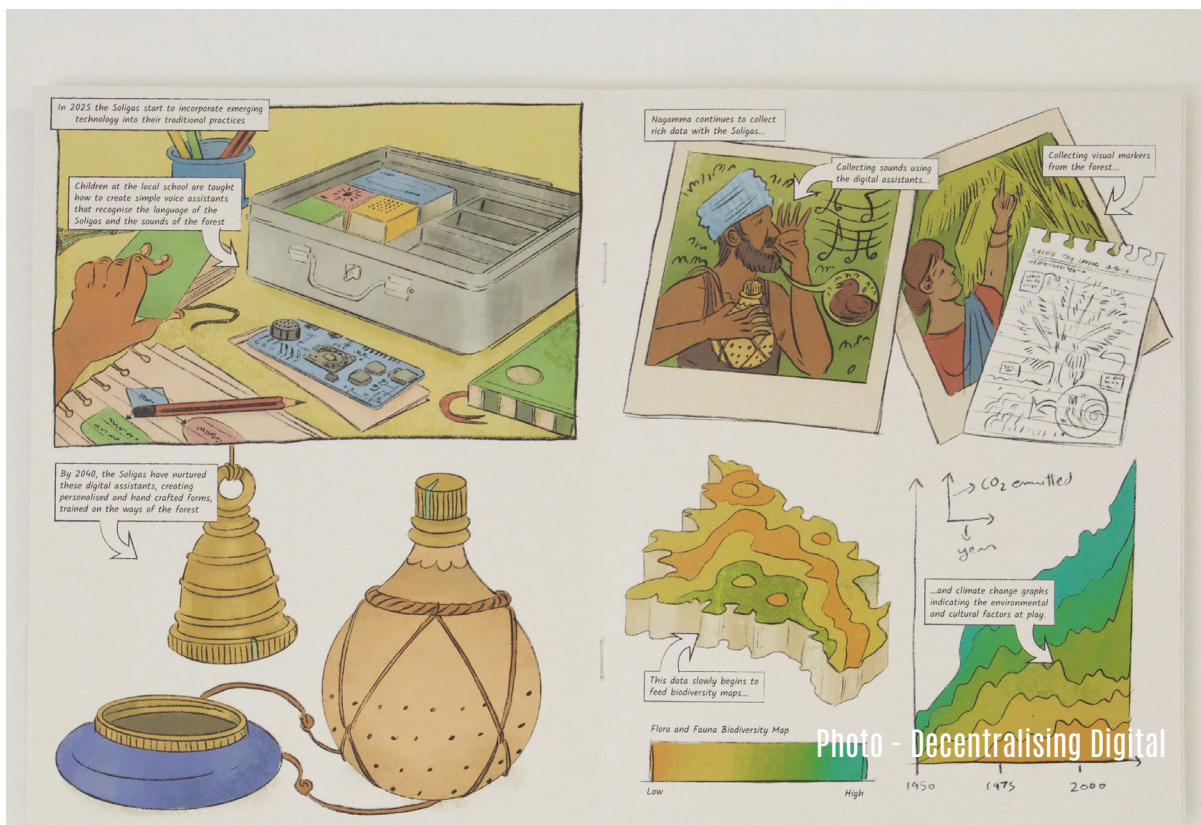 In 2025 the Soligas start to incorporate emerging
technology into their traditional practices
Children at the local school are taught
how to create simple voice assistants
that recognise the language of the
Soligas and the sounds of the forest
By 2040, the Soligas have nurtured
these digital assistants, creating
personalised and hand crafted forms,
trained on the ways of the forest
Nagamma continues to collect
rich data with the Soligas...
Collecting sounds using
the digital assistants...
Collecting visual markers
from the forest...
This data slowly begins to
feed biodiversity maps...
Flora and Fauna Biodiversity Map
Low
High
CO2 emitted
year
...and climate change graphs
indicating the environmental
and cultural factors at play.
1950
1975
2000
Photo - Decentralising Digital